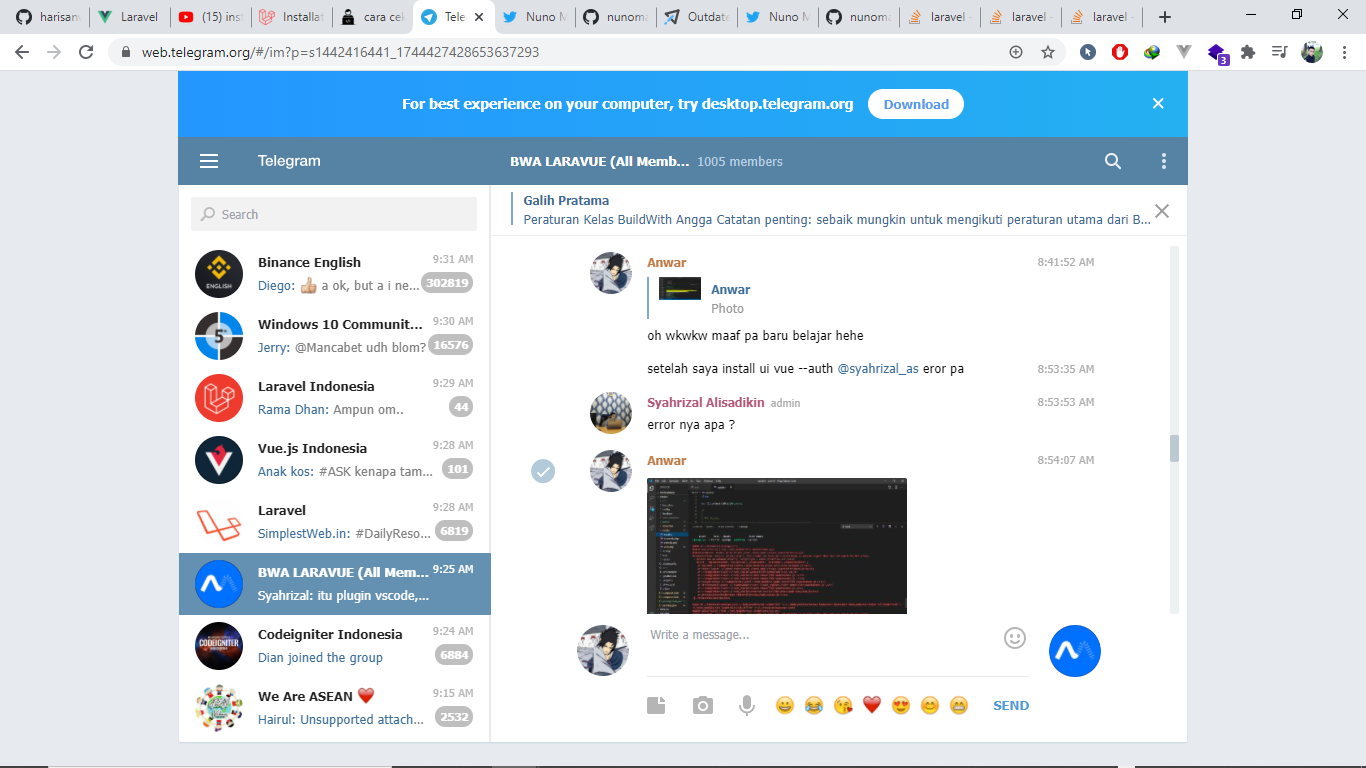 harisanw
Laravel
(15) inst
Installat
cara cek
Tele
Nuno M
nunoma
Outdate
Nuno M
nunoma
laravel -
laravel -
laravel -
web.telegram.org/#/im?p=s1442416441_1744427428653637293
3
For best experience on your computer, try desktop.telegram.org
Download
Telegram
BWA LARAVUE (All Memb... 1005 members
Search
Galih Pratama
Peraturan Kelas BuildWith Angga Catatan penting: sebaik mungkin untuk mengikuti peraturan utama dari B...
ENGLISH
Binance English 9:31 AM
Diego: 👍 a ok, but a i ne... 302819
Windows 10 Communit... 9:30 AM
Jerry: @Mancabet udh blom? 16576
Laravel Indonesia 9:29 AM
Rama Dhan: Ampun om.. 44
Vue.js Indonesia 9:28 AM
Anak kos: #ASK kenapa tam... 101
Laravel 9:28 AM
SimplestWeb.in: #DailyReso... 6819
BWA LARAVUE (All Mem... 9:25 AM
Syahrizal: itu plugin vscode,...
CODEIGNITER
Codeigniter Indonesia 9:24 AM
Dian joined the group 6884
We Are ASEAN ❤️ 9:15 AM
Hairul: Unsupported attach... 2532
Anwar 8:41:52 AM
Anwar
Photo
oh wkwkw maaf pa baru belajar hehe
setelah saya install ui vue --auth @syahrizal_as eror pa 8:53:35 AM
Syahrizal Alisadikin admin 8:53:53 AM
error nya apa ?
Anwar 8:54:07 AM
Write a message...
SEND